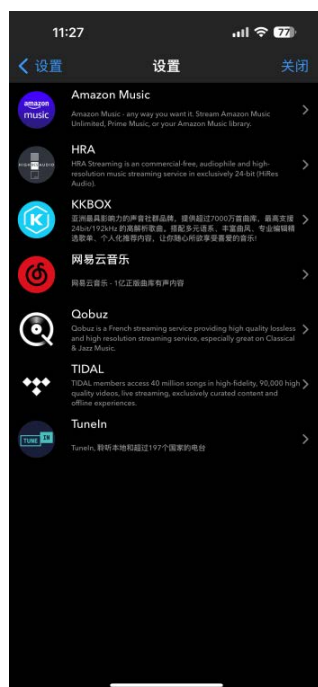 11:27
77
设置
设置
关闭
amazon
music
Amazon Music
Amazon Music - any way you want it. Stream Amazon Music
Unlimited, Prime Music, or your Amazon Music library.
HIGHRESAUDIO
HRA
HRA Streaming is an commercial-free, audiophile and high-
resolution music streaming service in exclusively 24-bit (HiRes
Audio).
KKBOX
亚洲最具影响力的声音社群品牌，提供超过7000万首曲库，最高支援
24bit/192kHz 的高解析歌曲。搭配多元语系、丰富曲风、专业编辑精
选歌单、个人化推荐内容，让你随心所欲享受喜爱的音乐!
网易云音乐
网易云音乐 - 1亿正版曲库有声内容
Qobuz
Qobuz is a French streaming service providing high quality lossless
and high resolution streaming service, especially great on Classical
& Jazz Music.
TIDAL
TIDAL members access 40 million songs in high-fidelity, 90,000 high
quality videos, live streaming, exclusively curated content and
offline experiences.
TUNE IN
TuneIn
TuneIn, 聆听本地和超过197个国家的电台